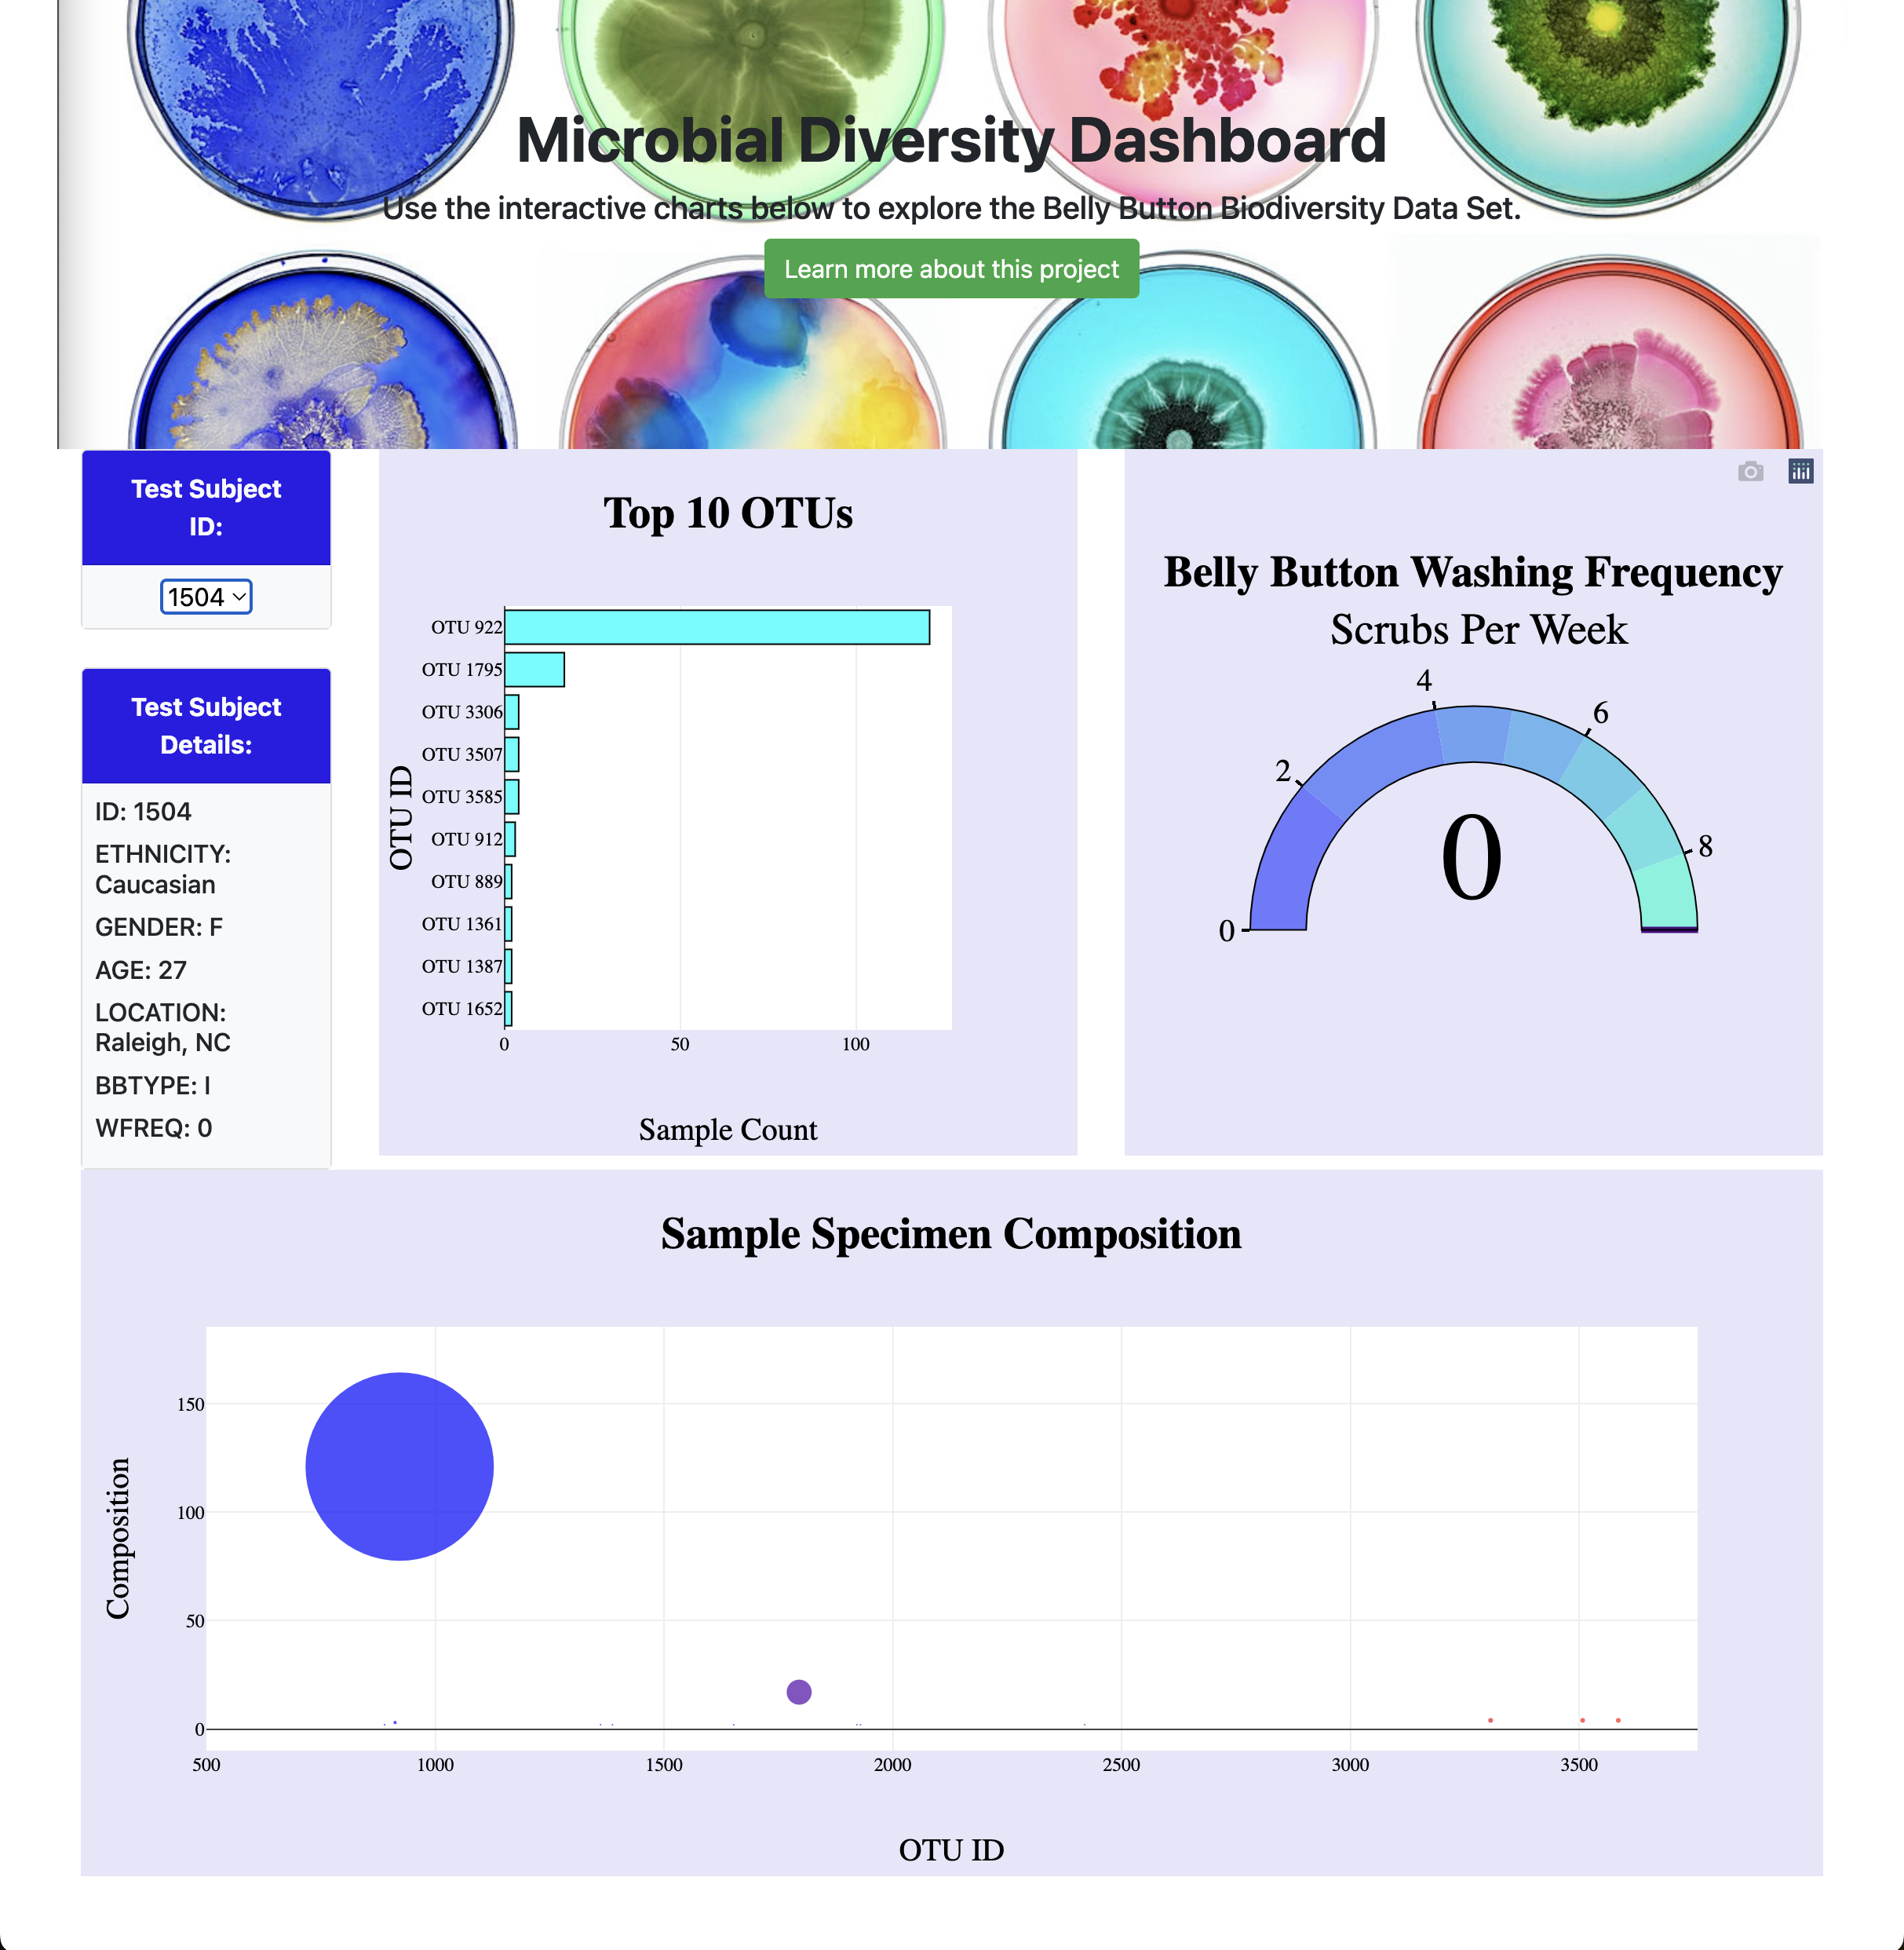 Microbial Diversity Dashboard
Use the interactive charts below to explore the Belly Button Biodiversity Data Set.
Learn more about this project
Test Subject
ID:
1504
Test Subject
Details:
ID: 1504
ETHNICITY:
Caucasian
GENDER: F
AGE: 27
LOCATION:
Raleigh, NC
BBTYPE: I
WFREQ: 0
Top 10 OTUs
OTU ID
OTU 922
OTU 1795
OTU 3306
OTU 3507
OTU 3585
OTU 912
OTU 889
OTU 1361
OTU 1387
OTU 1652
0 50 100
Sample Count
Belly Button Washing Frequency
Scrubs Per Week
0
2
4
6
8
0
Sample Specimen Composition
Composition
150
100
50
0
500 1000 1500 2000 2500 3000 3500
OTU ID